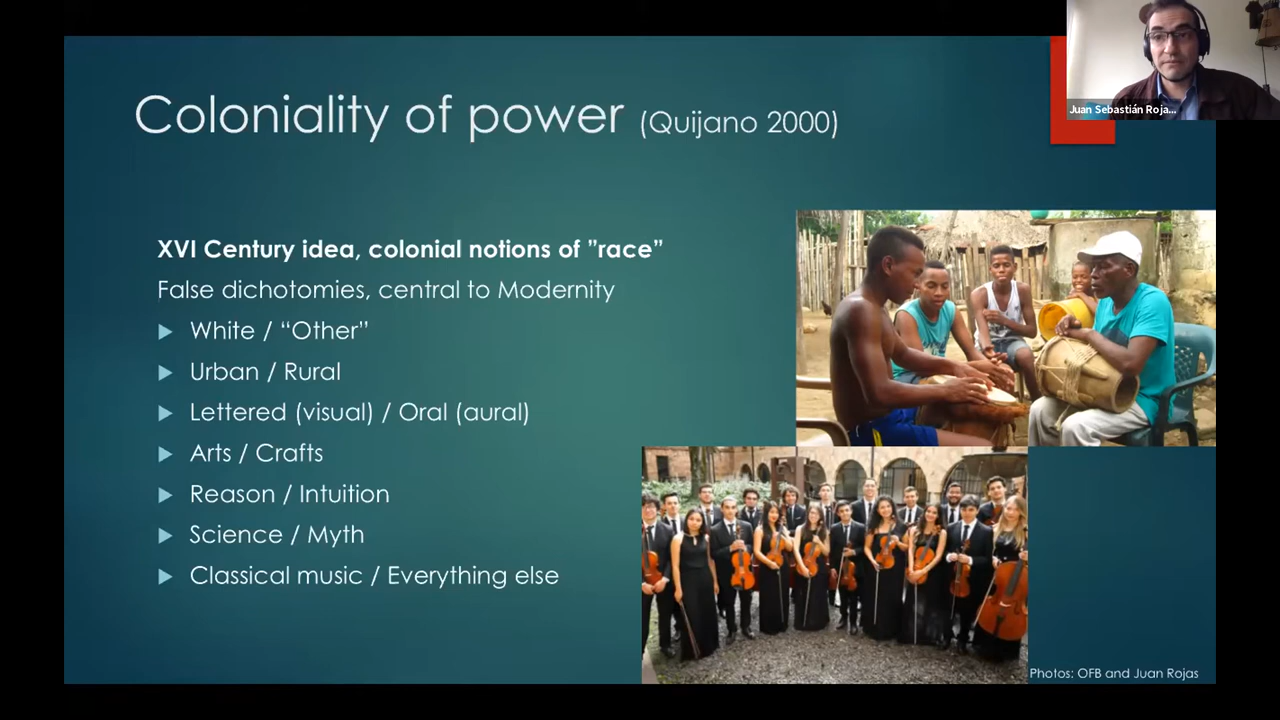 Coloniality of power (Quijano 2000)
Juan Sebastián Roja...
XVI Century idea, colonial notions of ”race”
False dichotomies, central to Modernity
White / “Other”
Urban / Rural
Lettered (visual) / Oral (aural)
Arts / Crafts
Reason / Intuition
Science / Myth
Classical music / Everything else
Photos: OFB and Juan Rojas